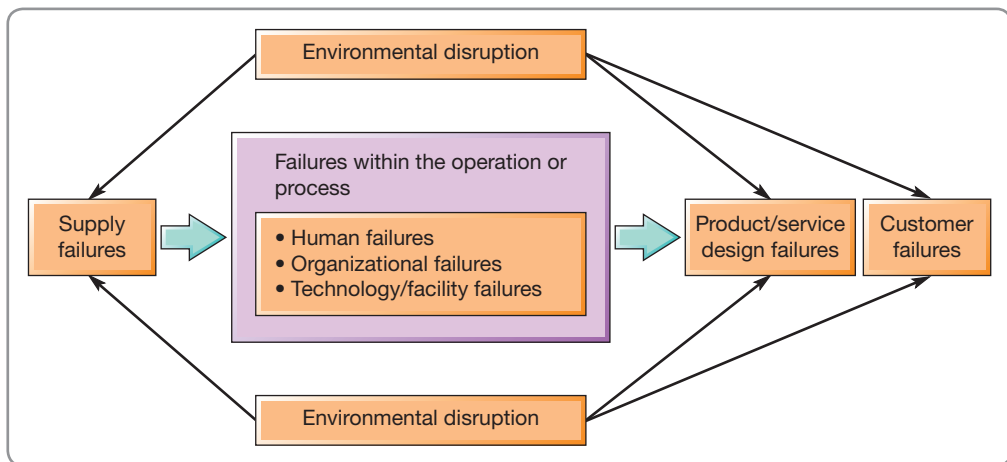 Environmental disruption
Failures within the operation or
process
Supply
failures
• Human failures
• Organizational failures
• Technology/facility failures
Product/service
design failures
Customer
failures
Environmental disruption